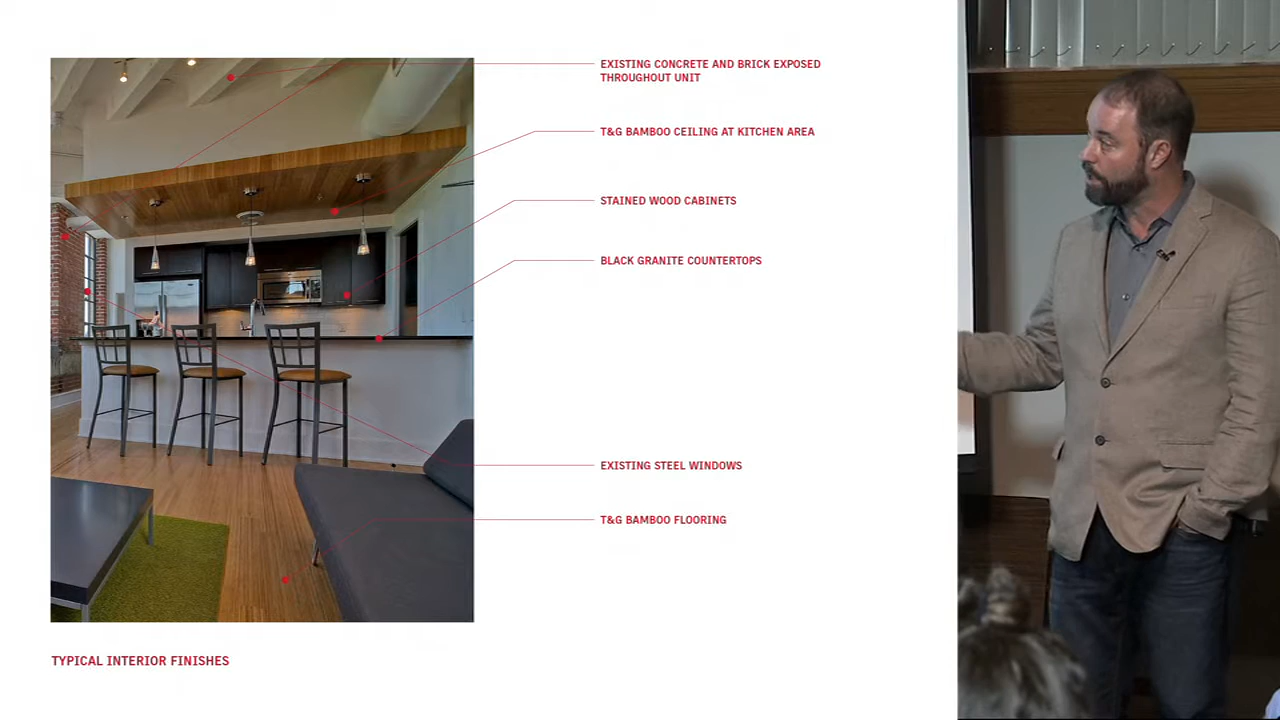 EXISTING CONCRETE AND BRICK EXPOSED
THROUGHOUT UNIT
T&G BAMBOO CEILING AT KITCHEN AREA
STAINED WOOD CABINETS
BLACK GRANITE COUNTERTOPS
EXISTING STEEL WINDOWS
T&G BAMBOO FLOORING
TYPICAL INTERIOR FINISHES